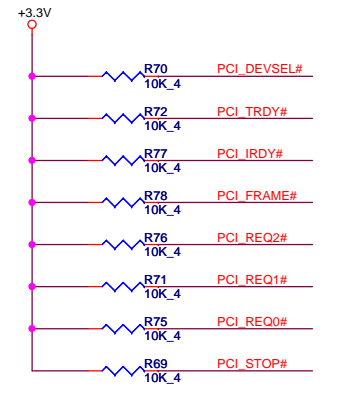 +3.3V
R70 PCI_DEVSEL#
10K_4
R72 PCI_TRDY#
10K_4
R77 PCI_IRDY#
10K_4
R78 PCI_FRAME#
10K_4
R76 PCI_REQ2#
10K_4
R71 PCI_REQ1#
10K_4
R75 PCI_REQ0#
10K_4
R69 PCI_STOP#
10K_4